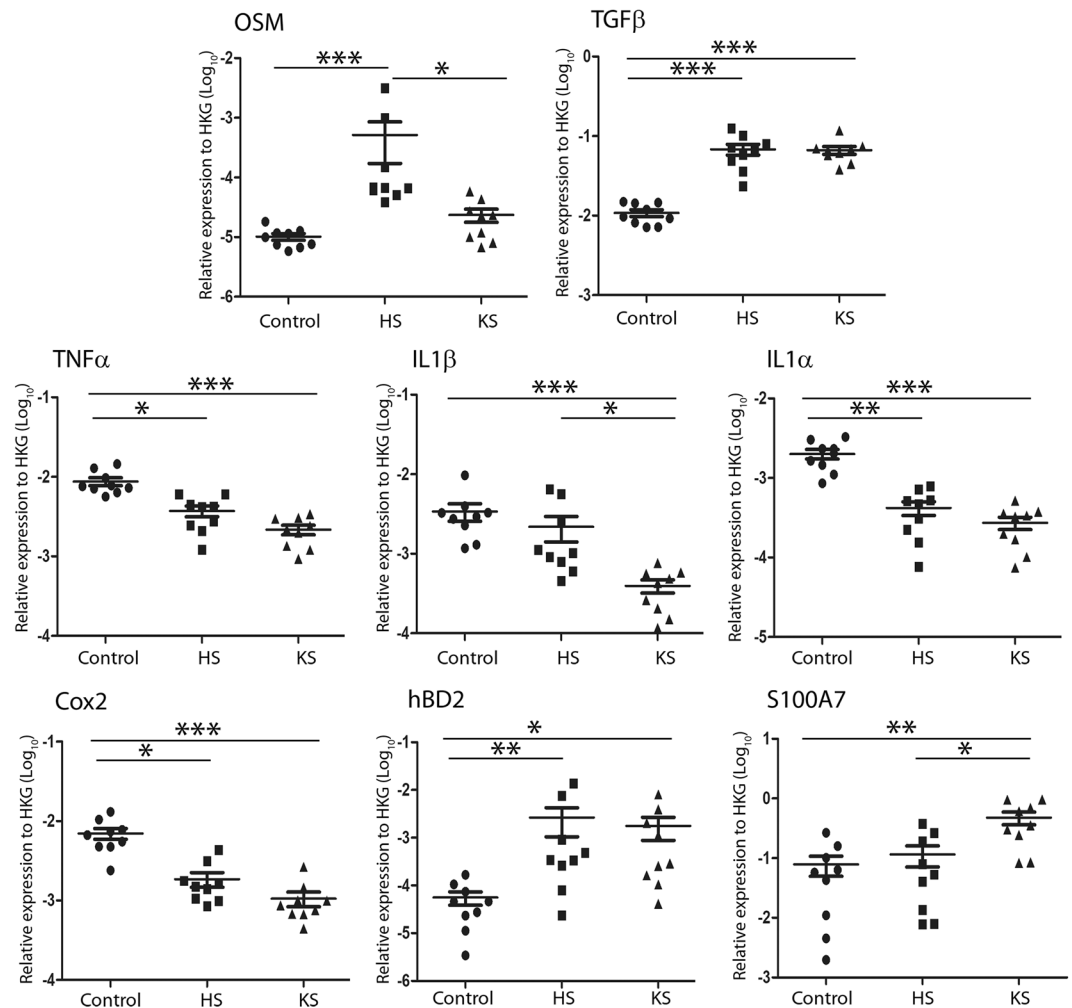 OSM
TGFβ
Relative expression to HKG (Log10)
-2
-3
-4
-5
-6
***
*
Control HS KS
Relative expression to HKG (Log10)
0
-1
-2
-3
***
***
Control HS KS
TNFα
IL1β
IL1α
Relative expression to HKG (Log10)
-1
-2
-3
-4
***
*
Control HS KS
Relative expression to HKG (Log10)
-1
-2
-3
-4
***
*
Control HS KS
Relative expression to HKG (Log10)
-2
-3
-4
-5
***
**
Control HS KS
Cox2
hBD2
S100A7
Relative expression to HKG (Log10)
-1
-2
-3
-4
***
*
Control HS KS
Relative expression to HKG (Log10)
-1
-2
-3
-4
-5
-6
*
**
Control HS KS
Relative expression to HKG (Log10)
1
0
-1
-2
-3
**
*
Control HS KS